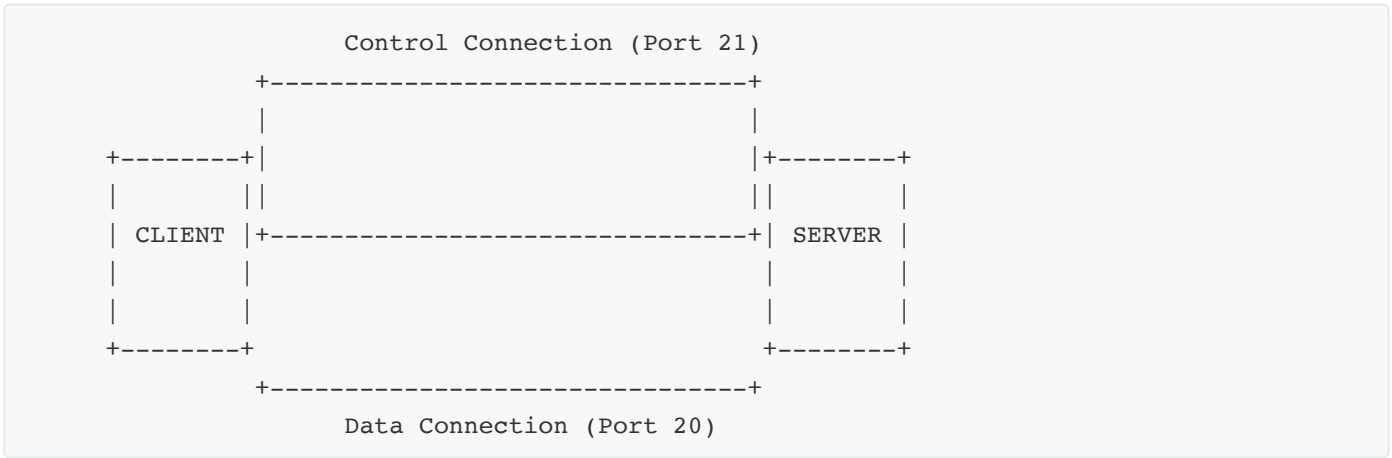 Control Connection (Port 21)
+--------------------------------+
| |
+--------+| |+--------+
| || || |
| CLIENT |+--------------------------------+| SERVER |
| | | |
| | | |
+--------+ +--------+
+--------------------------------+
Data Connection (Port 20)